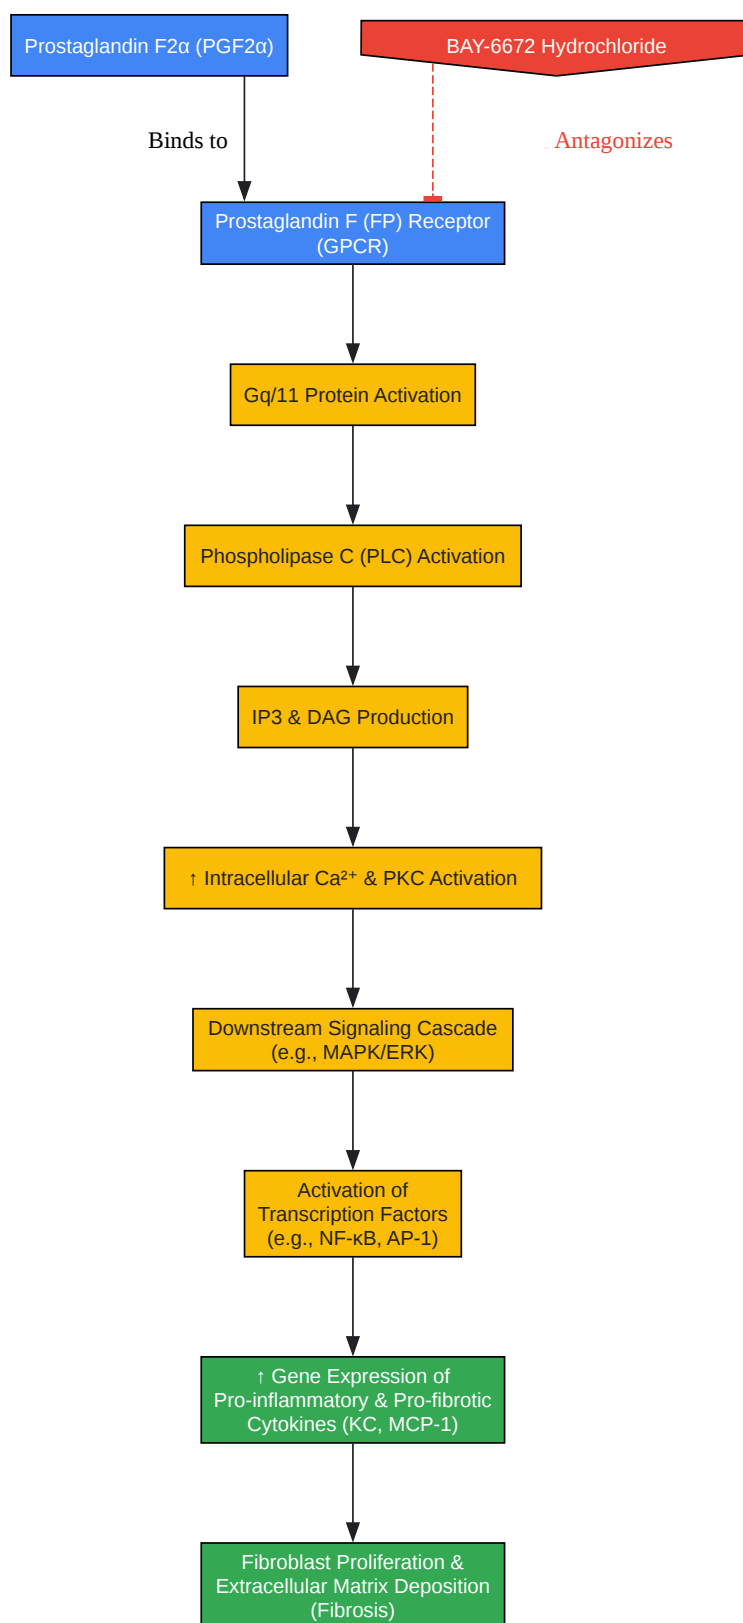 Prostaglandin F2α (PGF2α)
BAY-6672 Hydrochloride
Binds to
Antagonizes
Prostaglandin F (FP) Receptor
(GPCR)
Gq/11 Protein Activation
Phospholipase C (PLC) Activation
IP3 & DAG Production
↑ Intracellular Ca²⁺ & PKC Activation
Downstream Signaling Cascade
(e.g., MAPK/ERK)
Activation of
Transcription Factors
(e.g., NF-κB, AP-1)
↑ Gene Expression of
Pro-inflammatory & Pro-fibrotic
Cytokines (KC, MCP-1)
Fibroblast Proliferation &
Extracellular Matrix Deposition
(Fibrosis)